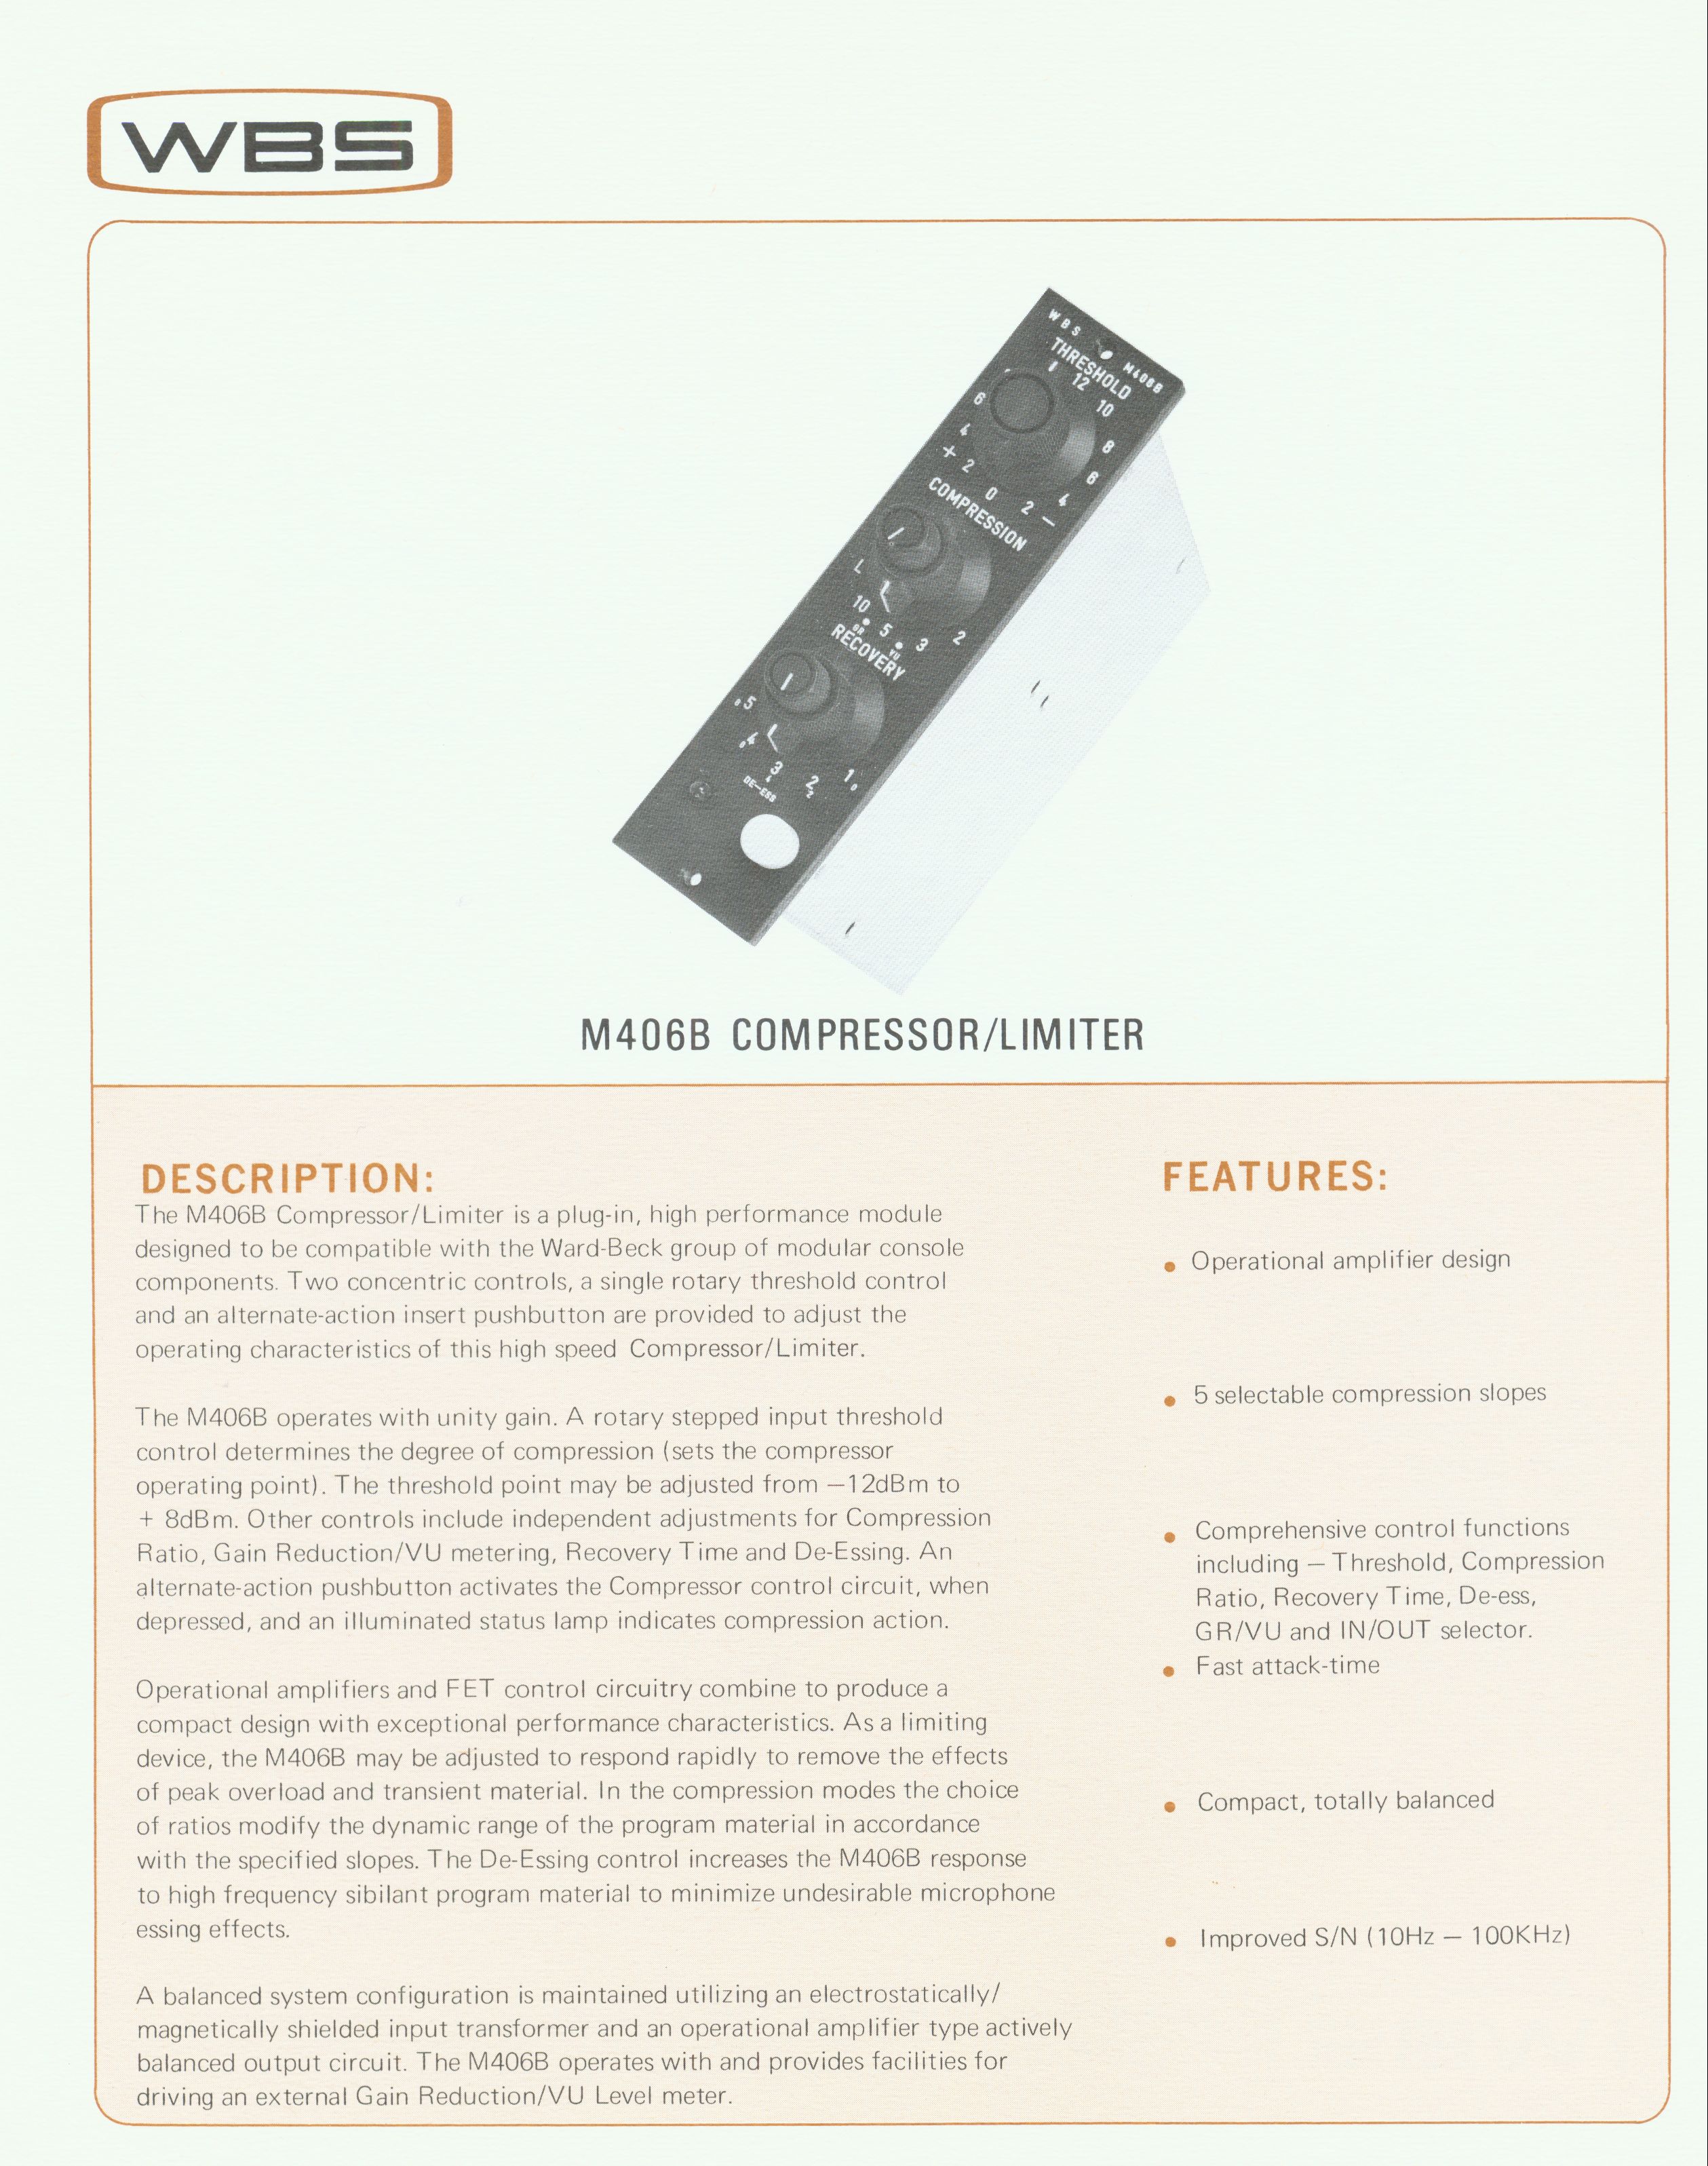 WBS
WBS M406B
THRESHOLD
12
10
8
6
4
2 —
0
2
+
4
6
COMPRESSION
L
10
5
3
2
GR
VU
RECOVERY
5
4
3
2
1
DE-ESS
M406B COMPRESSOR/LIMITER
DESCRIPTION:
The M406B Compressor/Limiter is a plug-in, high performance module
designed to be compatible with the Ward-Beck group of modular console
components. Two concentric controls, a single rotary threshold control
and an alternate-action insert pushbutton are provided to adjust the
operating characteristics of this high speed Compressor/Limiter.
The M406B operates with unity gain. A rotary stepped input threshold
control determines the degree of compression (sets the compressor
operating point). The threshold point may be adjusted from —12dBm to
+ 8dBm. Other controls include independent adjustments for Compression
Ratio, Gain Reduction/VU metering, Recovery Time and De-Essing. An
alternate-action pushbutton activates the Compressor control circuit, when
depressed, and an illuminated status lamp indicates compression action.
Operational amplifiers and FET control circuitry combine to produce a
compact design with exceptional performance characteristics. As a limiting
device, the M406B may be adjusted to respond rapidly to remove the effects
of peak overload and transient material. In the compression modes the choice
of ratios modify the dynamic range of the program material in accordance
with the specified slopes. The De-Essing control increases the M406B response
to high frequency sibilant program material to minimize undesirable microphone
essing effects.
A balanced system configuration is maintained utilizing an electrostatically/
magnetically shielded input transformer and an operational amplifier type actively
balanced output circuit. The M406B operates with and provides facilities for
driving an external Gain Reduction/VU Level meter.
FEATURES:
• Operational amplifier design
• 5 selectable compression slopes
• Comprehensive control functions
including — Threshold, Compression
Ratio, Recovery Time, De-ess,
GR/VU and IN/OUT selector.
• Fast attack-time
• Compact, totally balanced
• Improved S/N (10Hz — 100KHz)